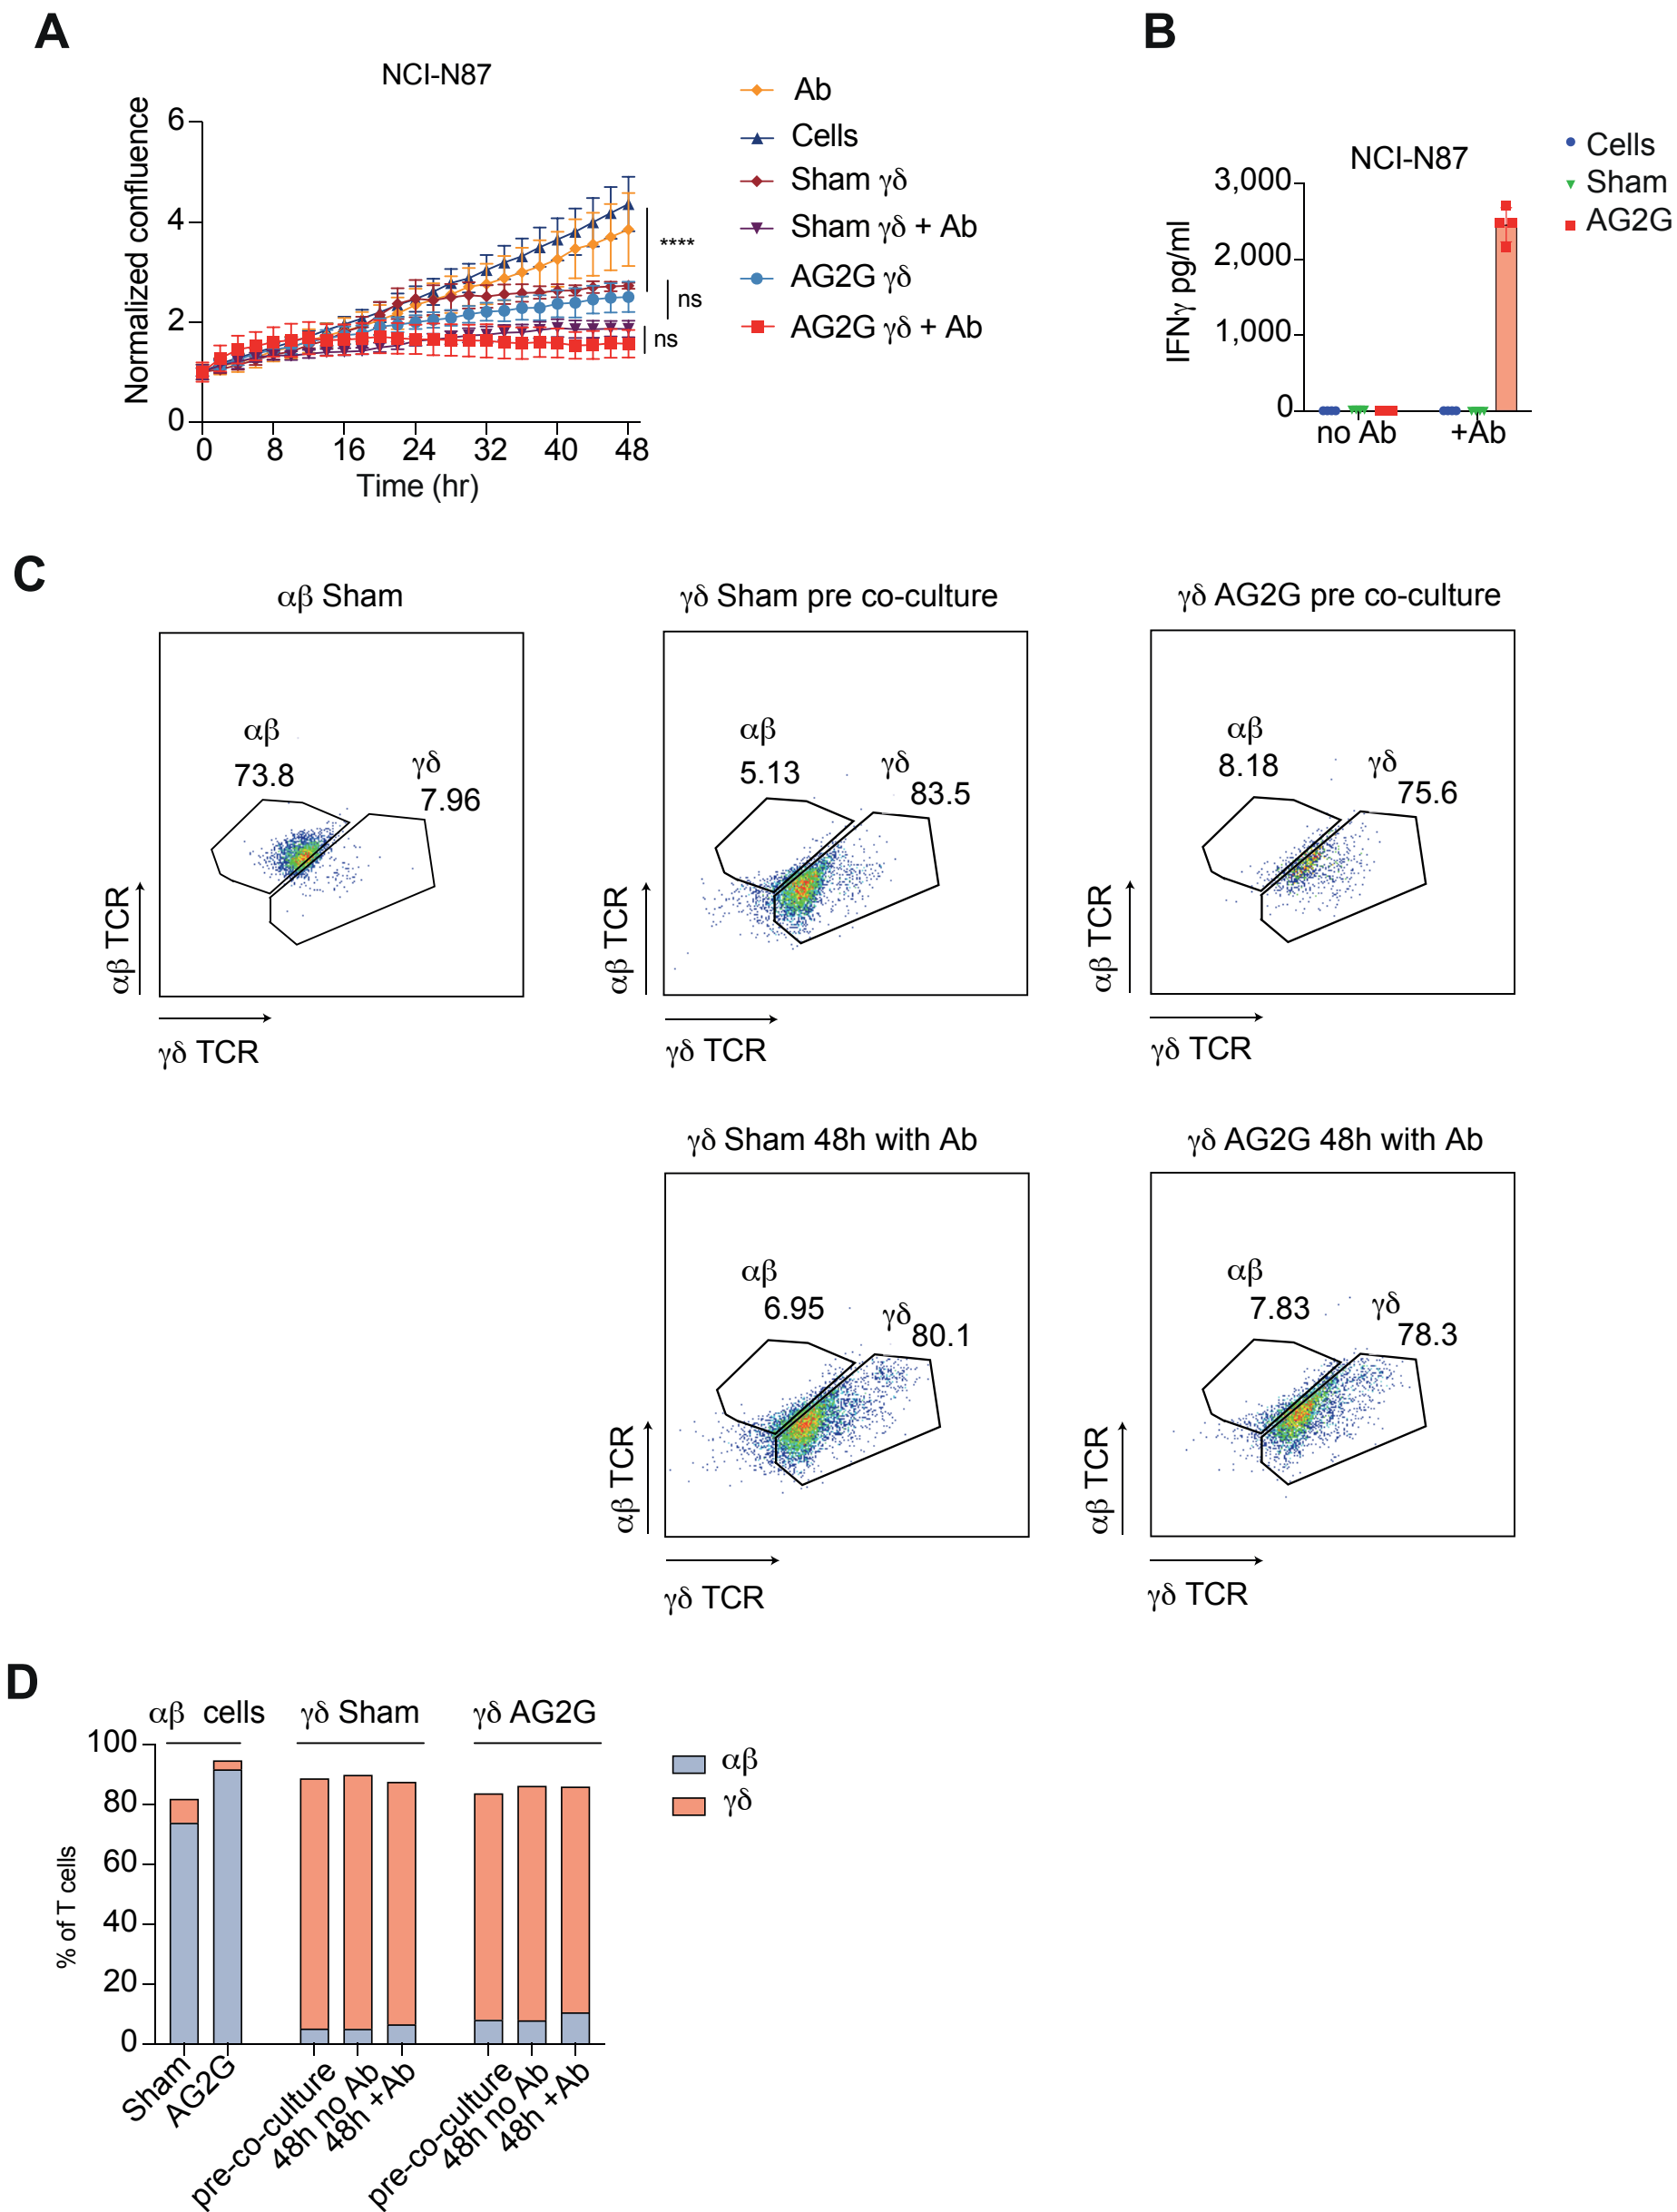 A
NCI-N87
Normalized confluence
6
4
2
0
0 8 16 24 32 40 48
Time (hr)
****
ns
ns
Ab
Cells
Sham γδ
Sham γδ + Ab
AG2G γδ
AG2G γδ + Ab
B
NCI-N87
IFNγ pg/ml
3,000
2,000
1,000
0
no Ab +Ab
Cells
Sham
AG2G
C
αβ Sham
αβ
73.8
γδ
7.96
αβ TCR
γδ TCR
γδ Sham pre co-culture
αβ
5.13
γδ
83.5
αβ TCR
γδ TCR
γδ AG2G pre co-culture
αβ
8.18
γδ
75.6
αβ TCR
γδ TCR
γδ Sham 48h with Ab
αβ
6.95
γδ
80.1
αβ TCR
γδ TCR
γδ AG2G 48h with Ab
αβ
7.83
γδ
78.3
αβ TCR
γδ TCR
D
αβ cells
γδ Sham
γδ AG2G
% of T cells
100
80
60
40
20
0
Sham
AG2G
pre-co-culture
48h no Ab
48h +Ab
pre-co-culture
48h no Ab
48h +Ab
αβ
γδ